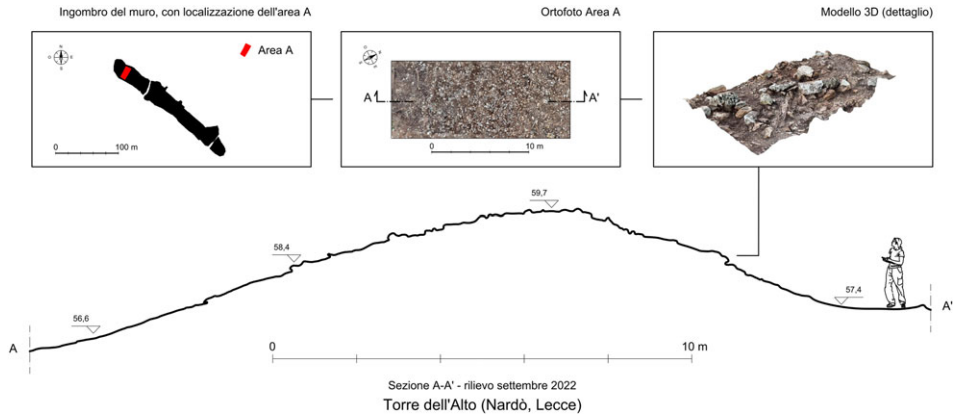 Ingombro del muro, con localizzazione dell'area A
Ortofoto Area A
Modello 3D (dettaglio)
Area A
0 100 m
A A'
0 10 m
59,7
58,4
57,4
56,6
A A'
0 10 m
Sezione A-A' - rilievo settembre 2022
Torre dell'Alto (Nardò, Lecce)